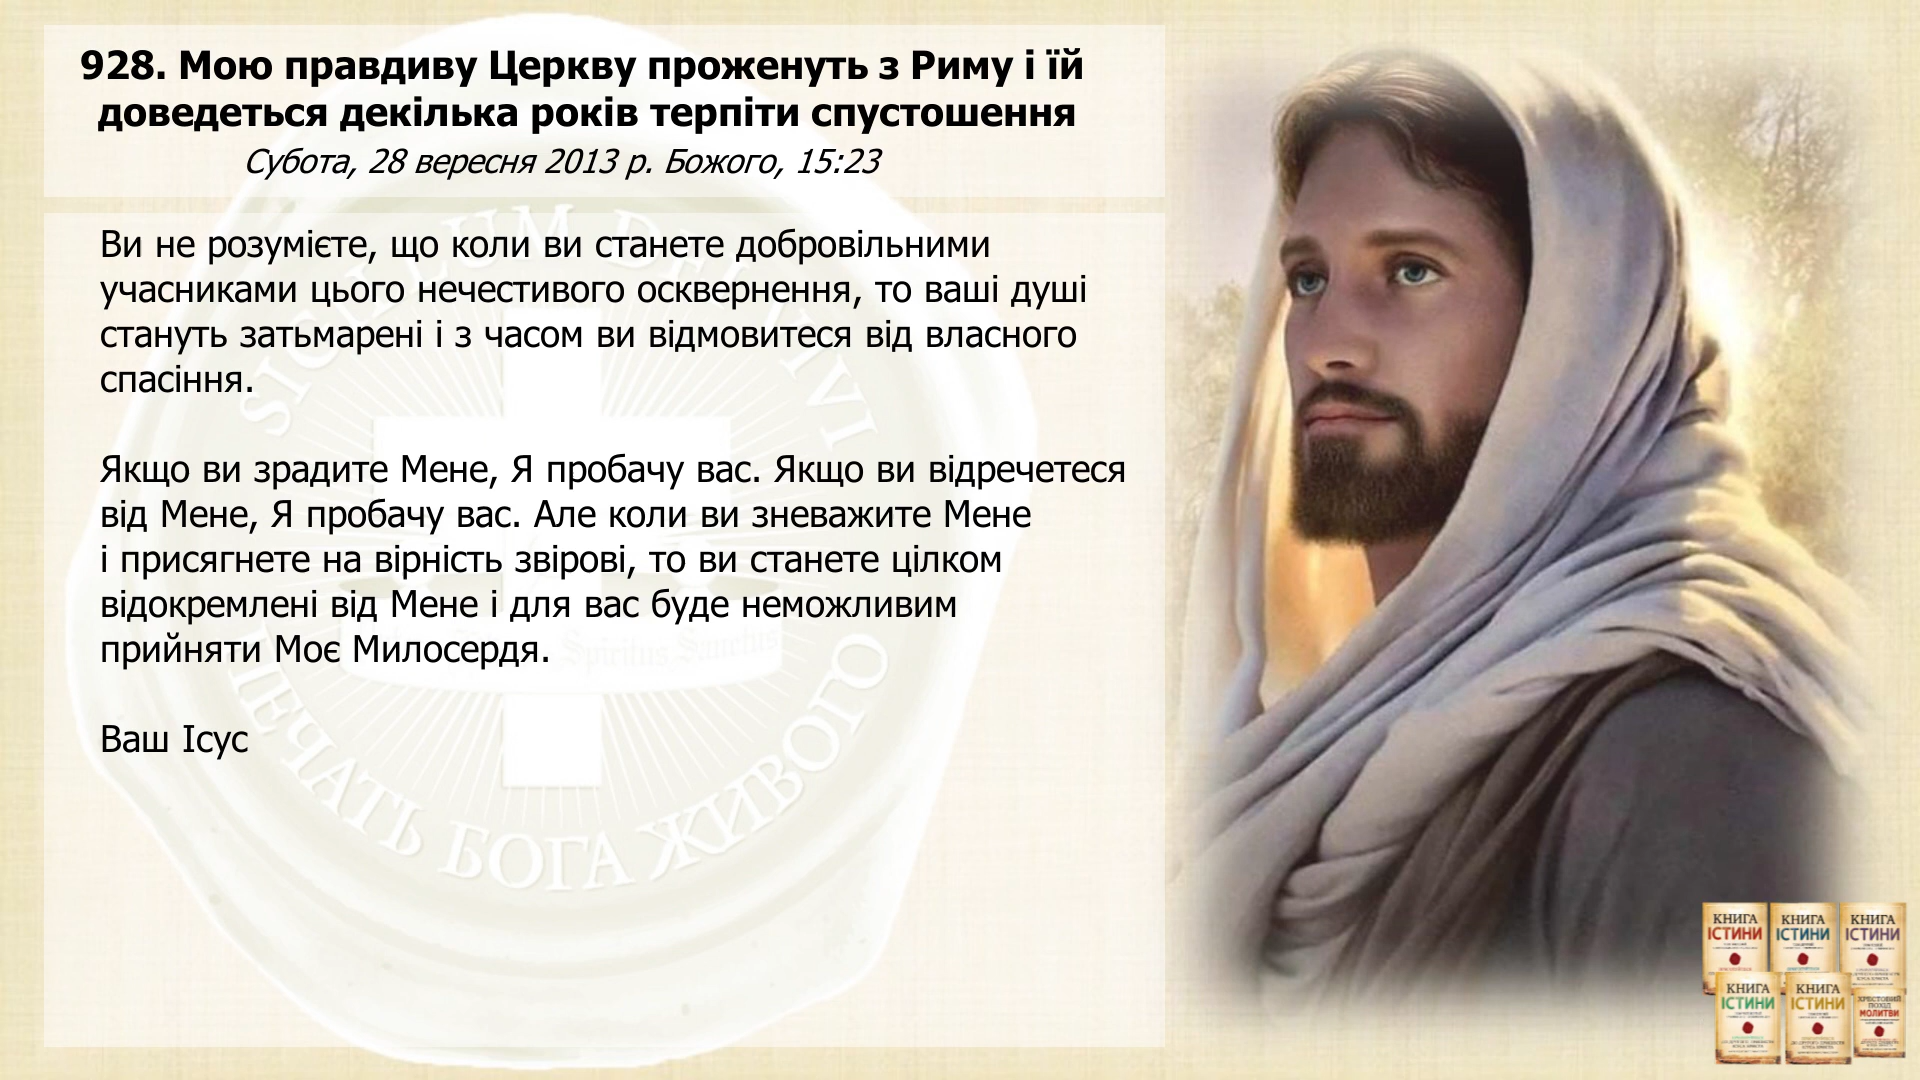 928. Мою правдиву Церкву проженуть з Риму і їй
доведеться декілька років терпіти спустошення
Субота, 28 вересня 2013 р. Божого, 15:23
Ви не розумієте, що коли ви станете добровільними
учасниками цього нечестивого осквернення, то ваші душі
стануть затьмарені і з часом ви відмовитеся від власного
спасіння.
Якщо ви зрадите Мене, Я пробачу вас. Якщо ви відречетеся
від Мене, Я пробачу вас. Але коли ви зневажите Мене
і присягнете на вірність звірові, то ви станете цілком
відокремлені від Мене і для вас буде неможливим
прийняти Моє Милосердя.
Ваш Ісус
SIGILLUM DEI VIVI
Spiritus Sanctus
ПЕЧАТЬ БОГА ЖИВОГО
КНИГА
ІСТИНИ
КНИГА
ІСТИНИ
КНИГА
ІСТИНИ
КНИГА
ІСТИНИ
КНИГА
ІСТИНИ
ХРЕСТОВИЙ
ПОХІД
МОЛИТВИ